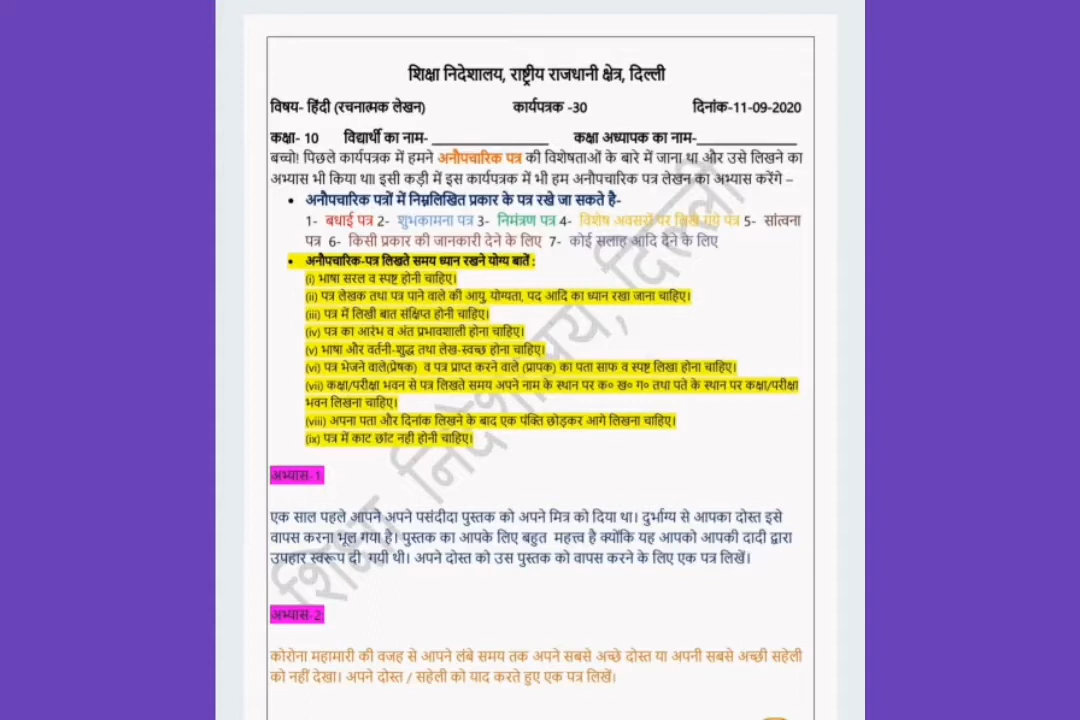 शिक्षा निदेशालय, राष्ट्रीय राजधानी क्षेत्र, दिल्ली
विषय- हिंदी (रचनात्मक लेखन) कार्यपत्रक -30 दिनांक-11-09-2020
कक्षा- 10 विद्यार्थी का नाम- ________________ कक्षा अध्यापक का नाम-______________
बच्चो! पिछले कार्यपत्रक में हमने अनौपचारिक पत्र की विशेषताओं के बारे में जाना था और उसे लिखने का
अभ्यास भी किया था। इसी कड़ी में इस कार्यपत्रक में भी हम अनौपचारिक पत्र लेखन का अभ्यास करेंगे –
• अनौपचारिक पत्रों में निम्नलिखित प्रकार के पत्र रखे जा सकते है-
1- बधाई पत्र 2- शुभकामना पत्र 3- निमंत्रण पत्र 4- विशेष अवसरों पर लिखे गये पत्र 5- सांत्वना
पत्र 6- किसी प्रकार की जानकारी देने के लिए 7- कोई सलाह आदि देने के लिए
• अनौपचारिक-पत्र लिखते समय ध्यान रखने योग्य बातें :
(i) भाषा सरल व स्पष्ट होनी चाहिए।
(ii) पत्र लेखक तथा पत्र पाने वाले की आयु, योग्यता, पद आदि का ध्यान रखा जाना चाहिए।
(iii) पत्र में लिखी बात संक्षिप्त होनी चाहिए।
(iv) पत्र का आरंभ व अंत प्रभावशाली होना चाहिए।
(v) भाषा और वर्तनी-शुद्ध तथा लेख-स्वच्छ होना चाहिए।
(vi) पत्र भेजने वाले(प्रेषक) व पत्र प्राप्त करने वाले (प्रापक) का पता साफ व स्पष्ट लिखा होना चाहिए।
(vii) कक्षा/परीक्षा भवन से पत्र लिखते समय अपने नाम के स्थान पर क० ख० ग० तथा पते के स्थान पर कक्षा/परीक्षा
भवन लिखना चाहिए।
(viii) अपना पता और दिनांक लिखने के बाद एक पंक्ति छोड़कर आगे लिखना चाहिए।
(ix) पत्र में काट छांट नही होनी चाहिए।
अभ्यास-1
एक साल पहले आपने अपने पसंदीदा पुस्तक को अपने मित्र को दिया था। दुर्भाग्य से आपका दोस्त इसे
वापस करना भूल गया है। पुस्तक का आपके लिए बहुत महत्त्व है क्योंकि यह आपको आपकी दादी द्वारा
उपहार स्वरूप दी गयी थी। अपने दोस्त को उस पुस्तक को वापस करने के लिए एक पत्र लिखें।
अभ्यास-2
कोरोना महामारी की वजह से आपने लंबे समय तक अपने सबसे अच्छे दोस्त या अपनी सबसे अच्छी सहेली
को नहीं देखा। अपने दोस्त / सहेली को याद करते हुए एक पत्र लिखें।
शिक्षा निदेशालय, दिल्ली